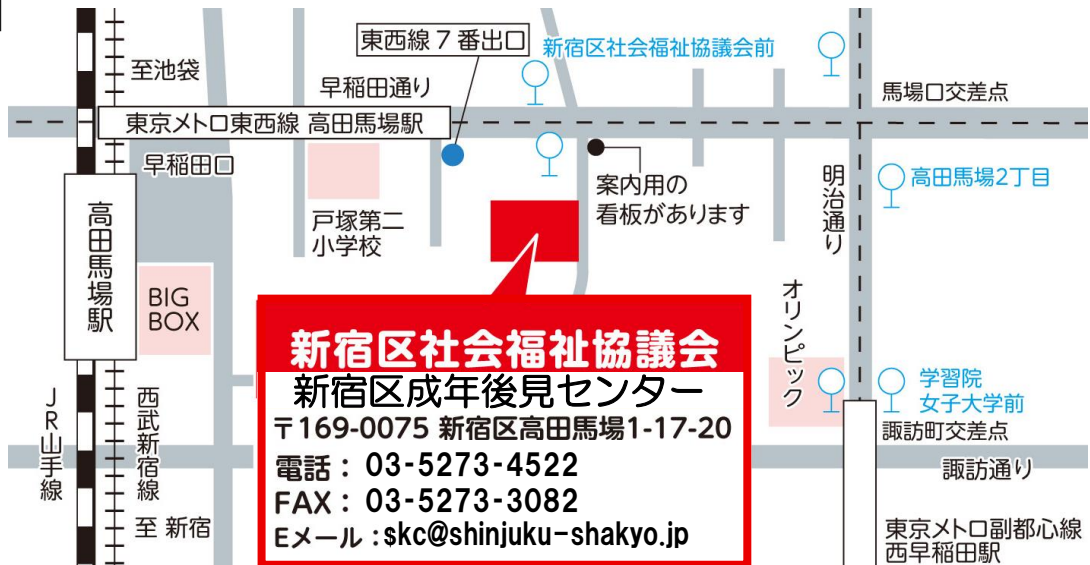 東西線7番出口
新宿区社会福祉協議会前
至池袋
早稲田通り
馬場口交差点
東京メトロ東西線 高田馬場駅
早稲田口
案内用の
看板があります
明治通り
高田馬場2丁目
戸塚第二
小学校
高田馬場駅
BIG
BOX
オリンピック
新宿区社会福祉協議会
新宿区成年後見センター
〒169-0075 新宿区高田馬場1-17-20
電話： 03-5273-4522
FAX： 03-5273-3082
Eメール：skc@shinjuku-shakyo.jp
学習院
女子大学前
諏訪町交差点
諏訪通り
JR山手線
西武新宿線
至 新宿
東京メトロ副都心線
西早稲田駅